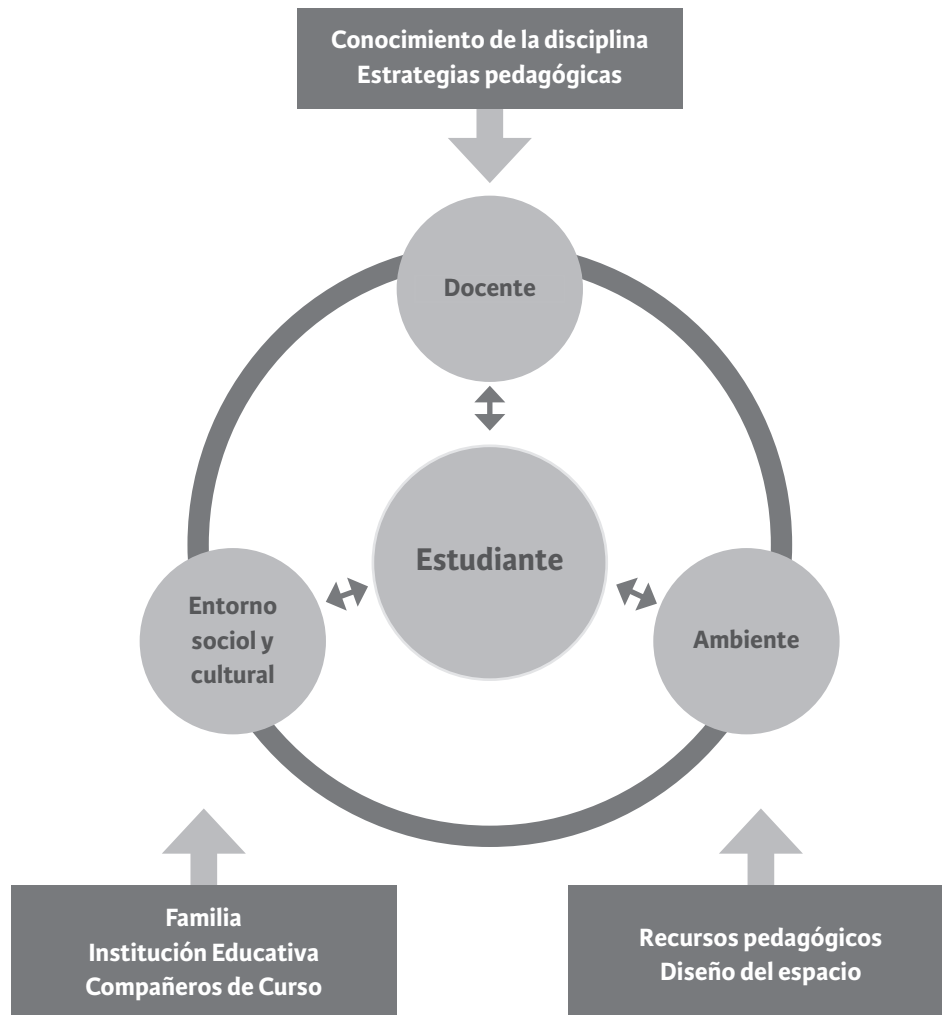 Conocimiento de la disciplina
Estrategias pedagógicas
Docente
Estudiante
Entorno
sociol y
cultural
Ambiente
Familia
Institución Educativa
Compañeros de Curso
Recursos pedagógicos
Diseño del espacio